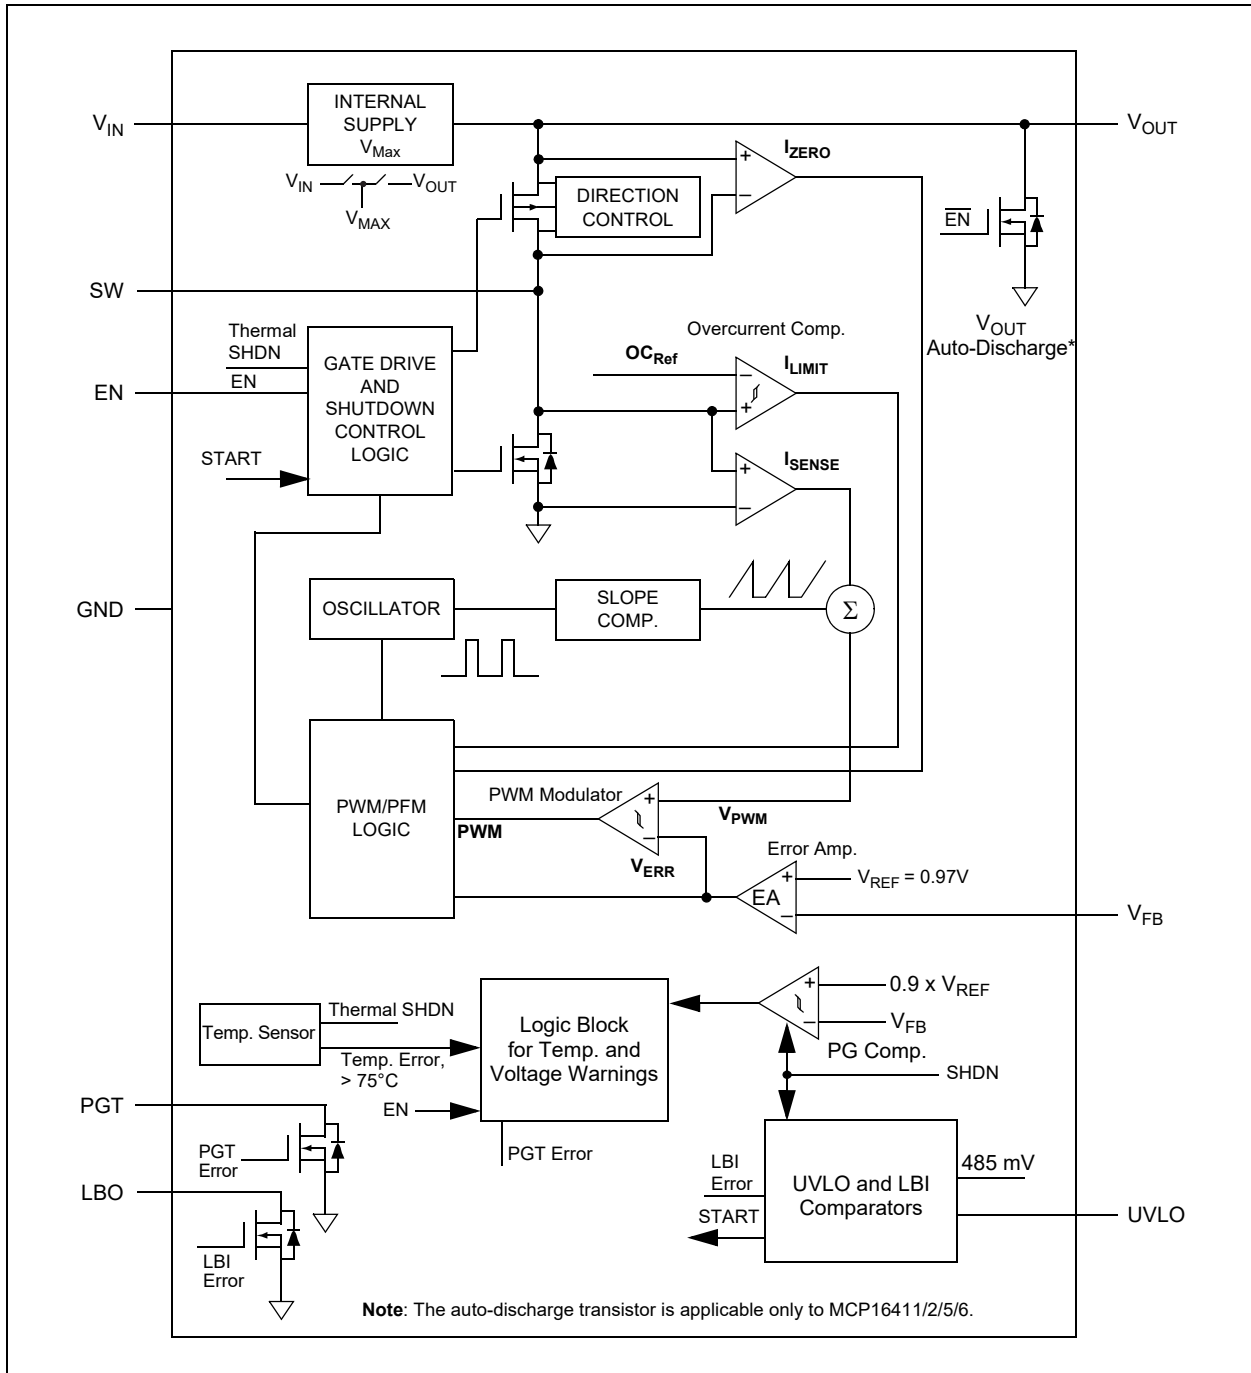 INTERNAL
SUPPLY
VMax
VIN
VOUT
VIN
VOUT
VMAX
IZERO
DIRECTION
CONTROL
EN
SW
VOUT
Auto-Discharge*
Thermal
SHDN
EN
EN
START
GATE DRIVE
AND
SHUTDOWN
CONTROL
LOGIC
Overcurrent Comp.
OCRef
ILIMIT
ISENSE
GND
OSCILLATOR
SLOPE
COMP.
Σ
PWM/PFM
LOGIC
PWM Modulator
PWM
VPWM
VERR
Error Amp.
EA
VREF = 0.97V
VFB
Temp. Sensor
Thermal SHDN
Temp. Error,
> 75°C
EN
Logic Block
for Temp. and
Voltage Warnings
PGT Error
0.9 x VREF
VFB
PG Comp.
SHDN
PGT
PGT
Error
LBO
LBI
Error
LBI
Error
START
UVLO and LBI
Comparators
485 mV
UVLO
Note: The auto-discharge transistor is applicable only to MCP16411/2/5/6.